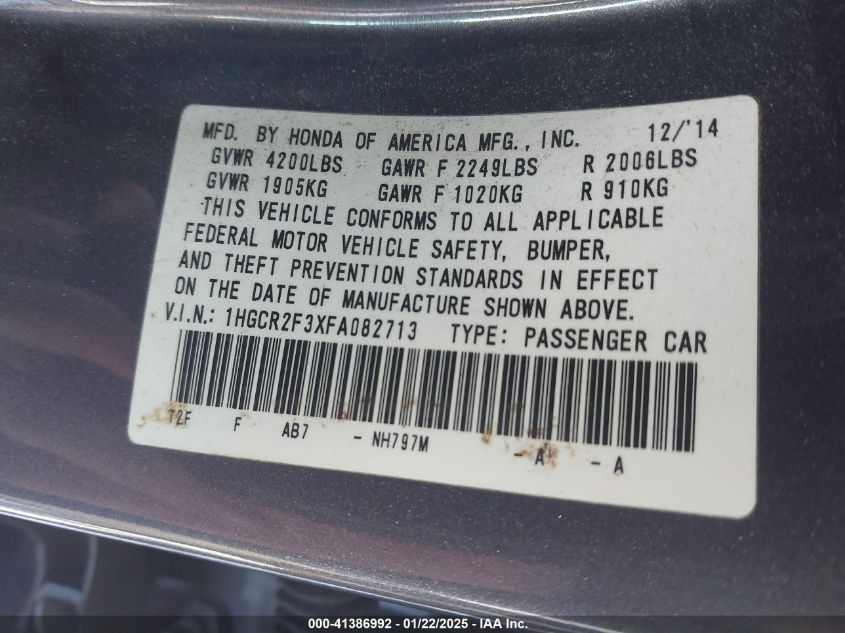 MFD. BY HONDA OF AMERICA MFG., INC. 12/'14
GVWR 4200LBS GAWR F 2249LBS R 2006LBS
GVWR 1905KG GAWR F 1020KG R 910KG
THIS VEHICLE CONFORMS TO ALL APPLICABLE
FEDERAL MOTOR VEHICLE SAFETY, BUMPER,
AND THEFT PREVENTION STANDARDS IN EFFECT
ON THE DATE OF MANUFACTURE SHOWN ABOVE.
V.I.N.: 1HGCR2F3XFA082713 TYPE: PASSENGER CAR
T2F F AB7 - NH797M - A - A
000-41386992 - 01/22/2025 - IAA Inc.